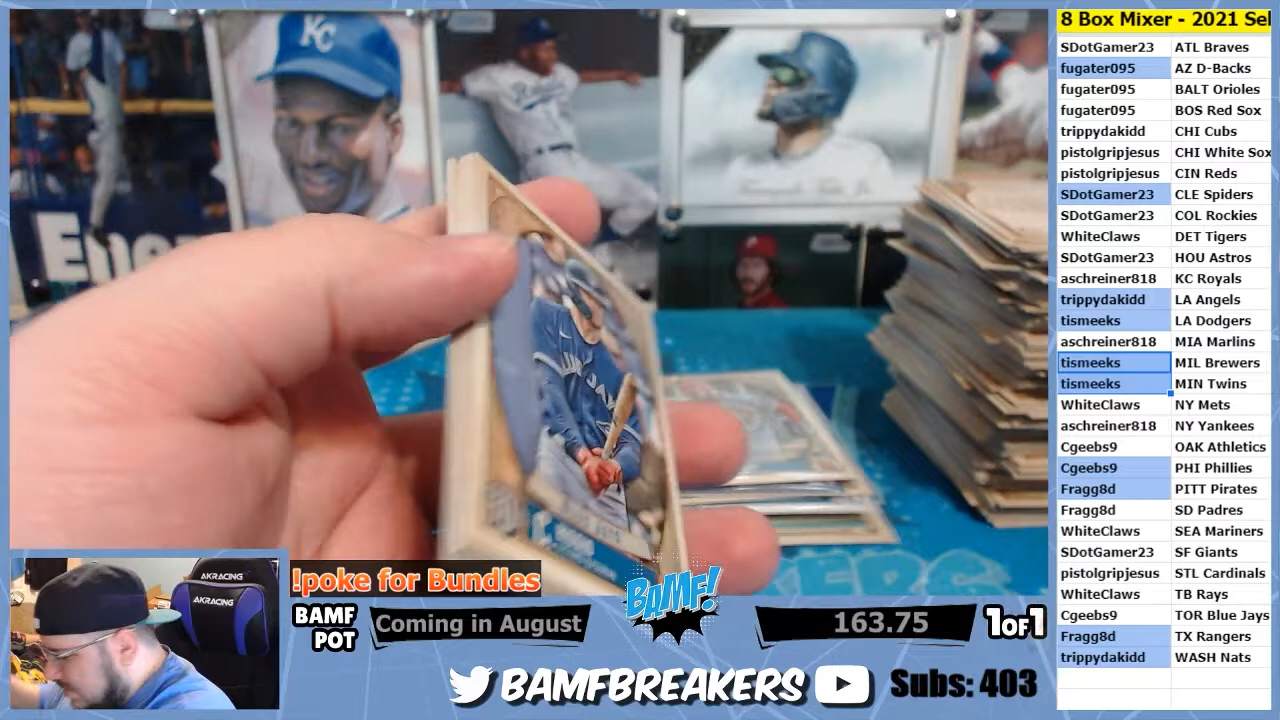 8 Box Mixer - 2021 Sel
SDotGamer23 ATL Braves
fugater095 AZ D-Backs
fugater095 BALT Orioles
fugater095 BOS Red Sox
trippydakidd CHI Cubs
pistolgripjesus CHI White Sox
pistolgripjesus CIN Reds
SDotGamer23 CLE Spiders
SDotGamer23 COL Rockies
WhiteClaws DET Tigers
SDotGamer23 HOU Astros
aschreiner818 KC Royals
trippydakidd LA Angels
tismeeks LA Dodgers
aschreiner818 MIA Marlins
tismeeks MIL Brewers
tismeeks MIN Twins
WhiteClaws NY Mets
aschreiner818 NY Yankees
Cgeebs9 OAK Athletics
Cgeebs9 PHI Phillies
Fragg8d PITT Pirates
Fragg8d SD Padres
WhiteClaws SEA Mariners
SDotGamer23 SF Giants
pistolgripjesus STL Cardinals
WhiteClaws TB Rays
Cgeebs9 TOR Blue Jays
Fragg8d TX Rangers
trippydakidd WASH Nats
KC
Ener
AKRACING
AKRACING
!poke for Bundles
BAMF POT
Coming in August
BAMF!
163.75
1OF1
BAMFBREAKERS
Subs: 403